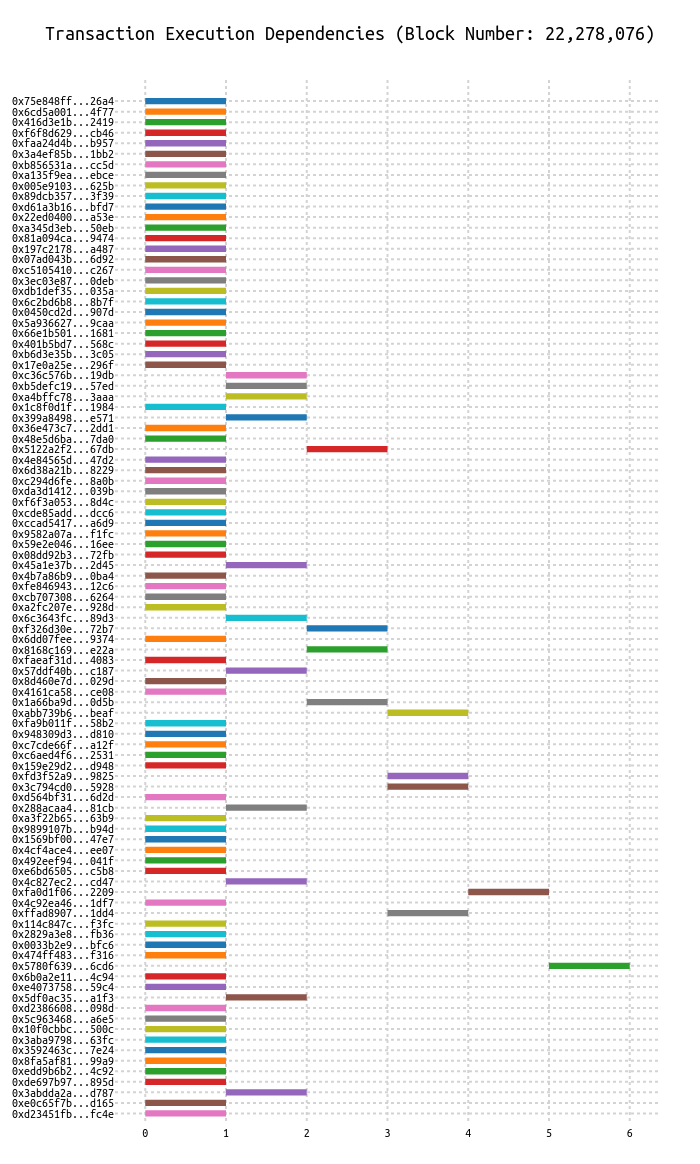 Transaction Execution Dependencies (Block Number: 22,278,076)
0x75e848ff...26a4
0x6cd5a001...4f77
0x416d3e1b...2419
0xf6f8d629...cb46
0xfaa24d4b...b957
0x3a4ef85b...1bb2
0xb856531a...cc5d
0xa135f9ea...ebce
0x005e9103...625b
0x89dcb357...3f39
0xd61a3b16...bfd7
0x22ed0400...a53e
0xa345d3eb...50eb
0x81a094ca...9474
0x197c2178...a487
0x07ad043b...6d92
0xc5105410...c267
0x3ec03e87...0deb
0xdb1def35...035a
0x6c2bd6b8...8b7f
0x0450cd2d...907d
0x5a936627...9caa
0x66e1b501...1681
0x401b5bd7...568c
0xb6d3e35b...3c05
0x17e0a25e...296f
0xc36c576b...19db
0xb5defc19...57ed
0xa4bffc78...3aaa
0x1c8f0d1f...1984
0x399a8498...e571
0x36e473c7...2dd1
0x48e5d6ba...7da0
0x5122a2f2...67db
0x4e84565d...47d2
0x6d38a21b...8229
0xc294d6fe...8a0b
0xda3d1412...039b
0xf6f3a053...8d4c
0xcde85add...dcc6
0xccad5417...a6d9
0x9582a07a...f1fc
0x59e2e046...16ee
0x08dd92b3...72fb
0x45a1e37b...2d45
0x4b7a86b9...0ba4
0xfe846943...12c6
0xcb707308...6264
0xa2fc207e...928d
0x6c3643fc...89d3
0xf326d30e...72b7
0x6dd07fee...9374
0x8168c169...e22a
0xfaeaf31d...4083
0x57ddf40b...c187
0x8d460e7d...029d
0x4161ca58...ce08
0x1a66ba9d...0d5b
0xabb739b6...beaf
0xfa9b011f...58b2
0x948309d3...d810
0xc7cde66f...a12f
0xc6aed4f6...2531
0x159e29d2...d948
0xfd3f52a9...9825
0x3c794cd0...5928
0xd564bf31...6d2d
0x288acaa4...81cb
0xa3f22b65...63b9
0x9899107b...b94d
0x1569bf00...47e7
0x4cf4ace4...ee07
0x492eef94...041f
0xe6bd6505...c5b8
0x4c827ec2...cd47
0xfa0d1f06...2209
0x4c92ea46...1df7
0xffad8907...1dd4
0x114c847c...f3fc
0x2829a3e8...fb36
0x0033b2e9...bfc6
0x474ff483...f316
0x5780f639...6cd6
0x6b0a2e11...4c94
0xe4073758...59c4
0x5df0ac35...a1f3
0xd2386608...098d
0x5c963468...a6e5
0x10f0cbbc...500c
0x3aba9798...63fc
0x3592463c...7e24
0x8fa5af81...99a9
0xedd9b6b2...4c92
0xde697b97...895d
0x3abdda2a...d787
0xe0c65f7b...d165
0xd23451fb...fc4e
0 1 2 3 4 5 6